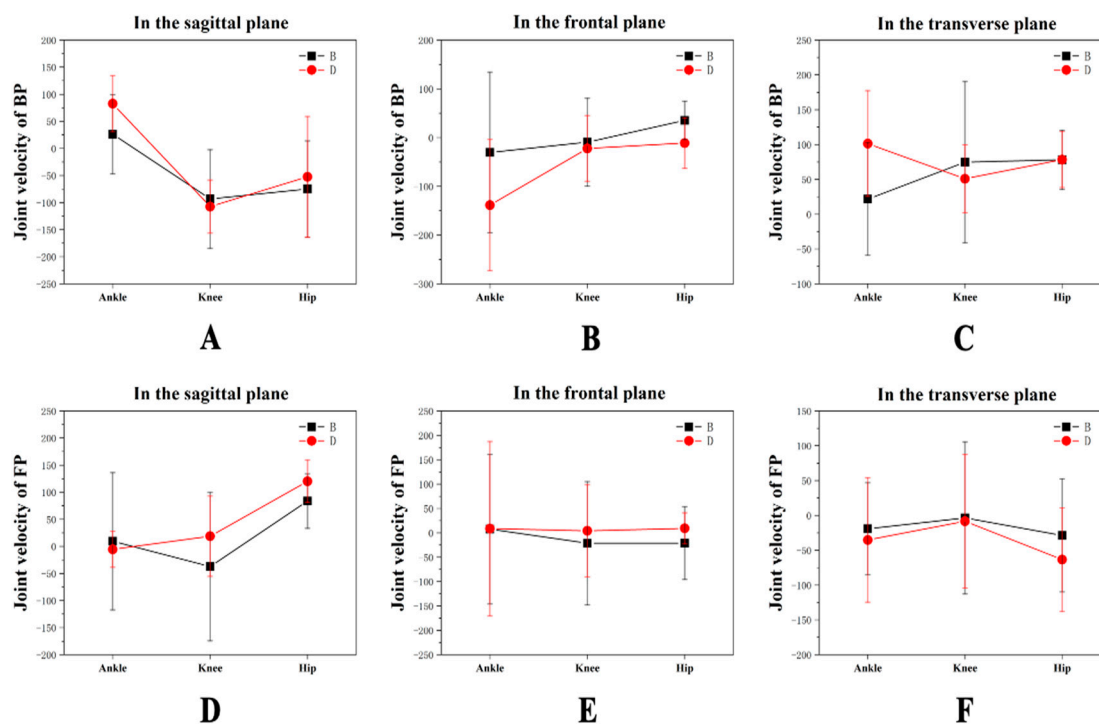 In the sagittal plane
In the frontal plane
In the transverse plane
Joint velocity of BP
200
150
100
50
0
-50
-100
-150
-200
-250
B
D
Ankle
Knee
Hip
A
Joint velocity of BP
200
100
0
-100
-200
-300
B
D
Ankle
Knee
Hip
B
Joint velocity of BP
250
200
150
100
50
0
-50
-100
B
D
Ankle
Knee
Hip
C
In the sagittal plane
In the frontal plane
In the transverse plane
Joint velocity of FP
250
200
150
100
50
0
-50
-100
-150
-200
B
D
Ankle
Knee
Hip
D
Joint velocity of FP
250
200
150
100
50
0
-50
-100
-150
-200
-250
B
D
Ankle
Knee
Hip
E
Joint velocity of FP
150
100
50
0
-50
-100
-150
-200
B
D
Ankle
Knee
Hip
F